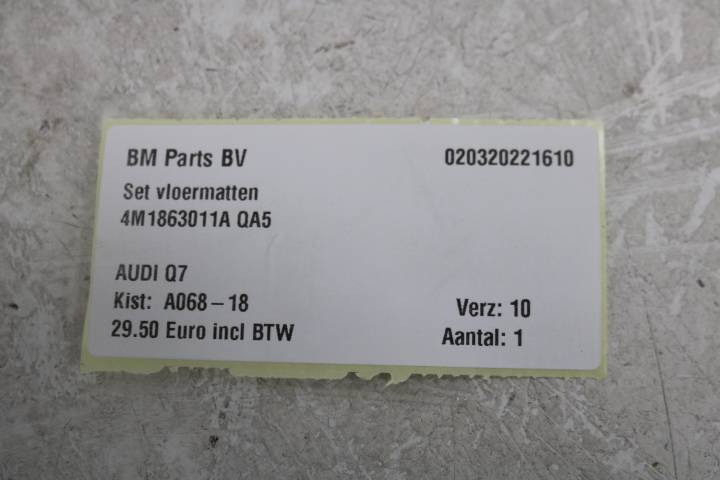 BM Parts BV 020320221610
Set vloermatten
4M1863011A QA5
AUDI Q7
Kist: A068-18 Verz: 10
29.50 Euro incl BTW Aantal: 1